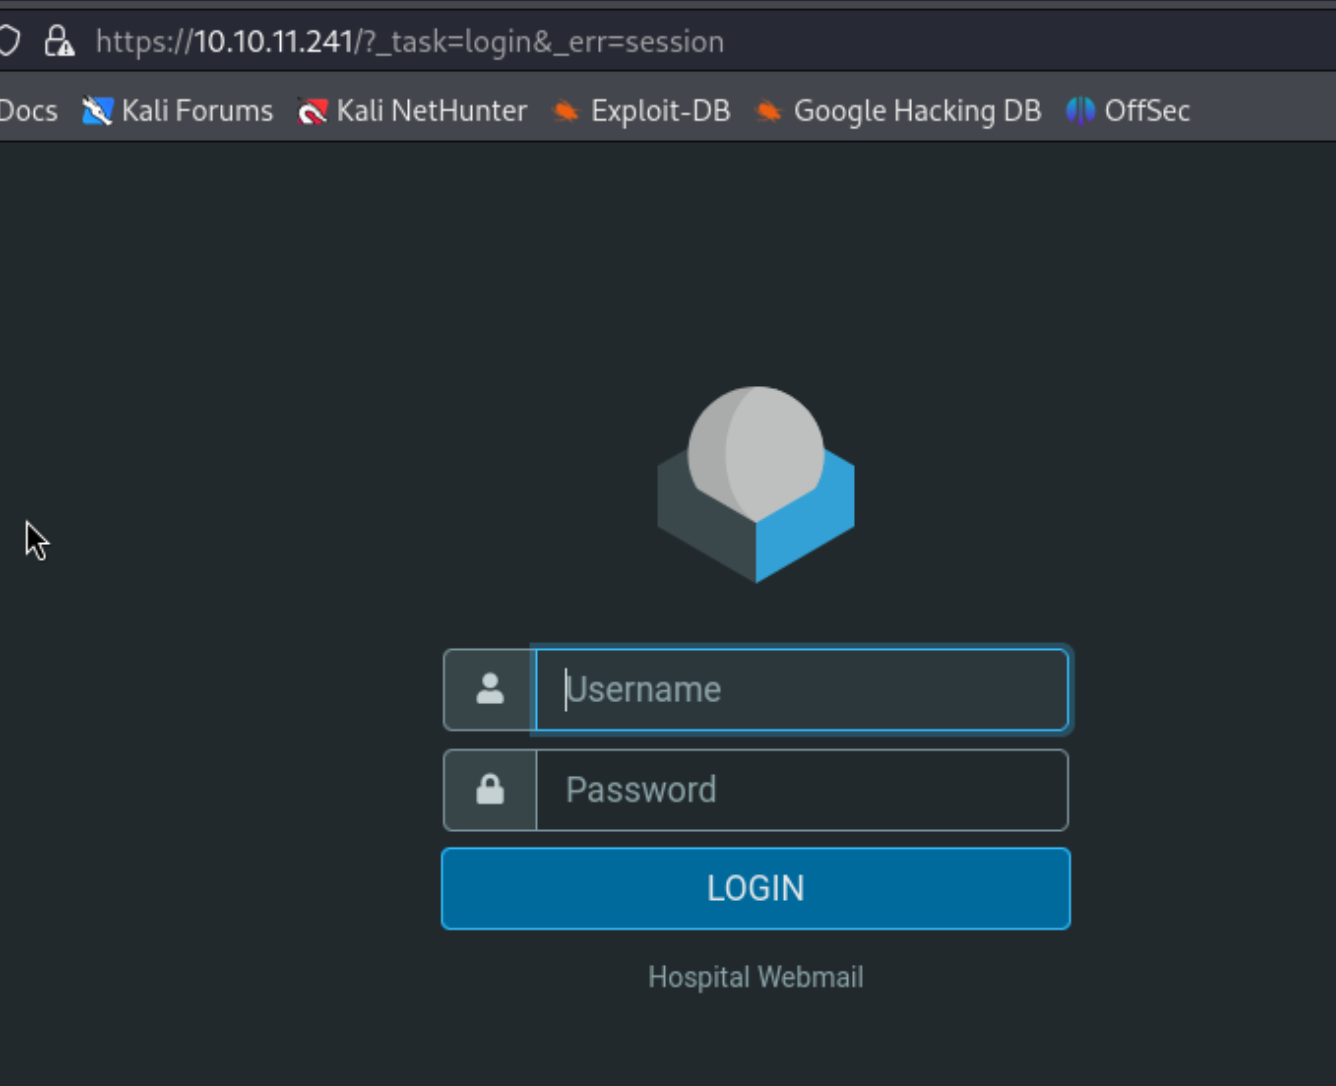 https://10.10.11.241/?_task=login&_err=session
Docs Kali Forums Kali NetHunter Exploit-DB Google Hacking DB OffSec
Username
Password
LOGIN
Hospital Webmail